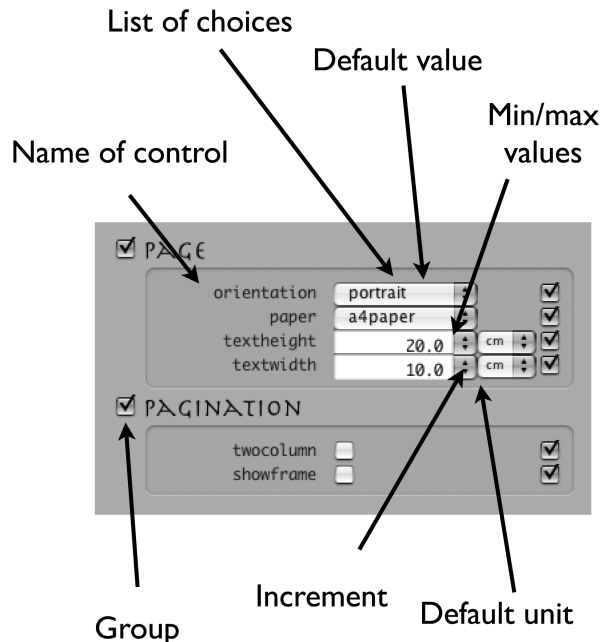 List of choices
Default value
Min/max
values
Name of control
PAGE
orientation portrait
paper a4paper
textheight 20.0 cm
textwidth 10.0 cm
PAGINATION
twocolumn
showframe
Increment
Default unit
Group